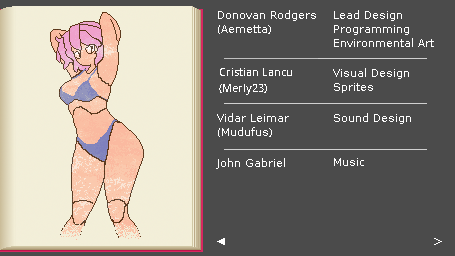 Donovan Rodgers Lead Design
(Aemetta) Programming
Environmental Art
Cristian Lancu Visual Design
(Merly23) Sprites
Vidar Leimar Sound Design
(Mudufus)
John Gabriel Music